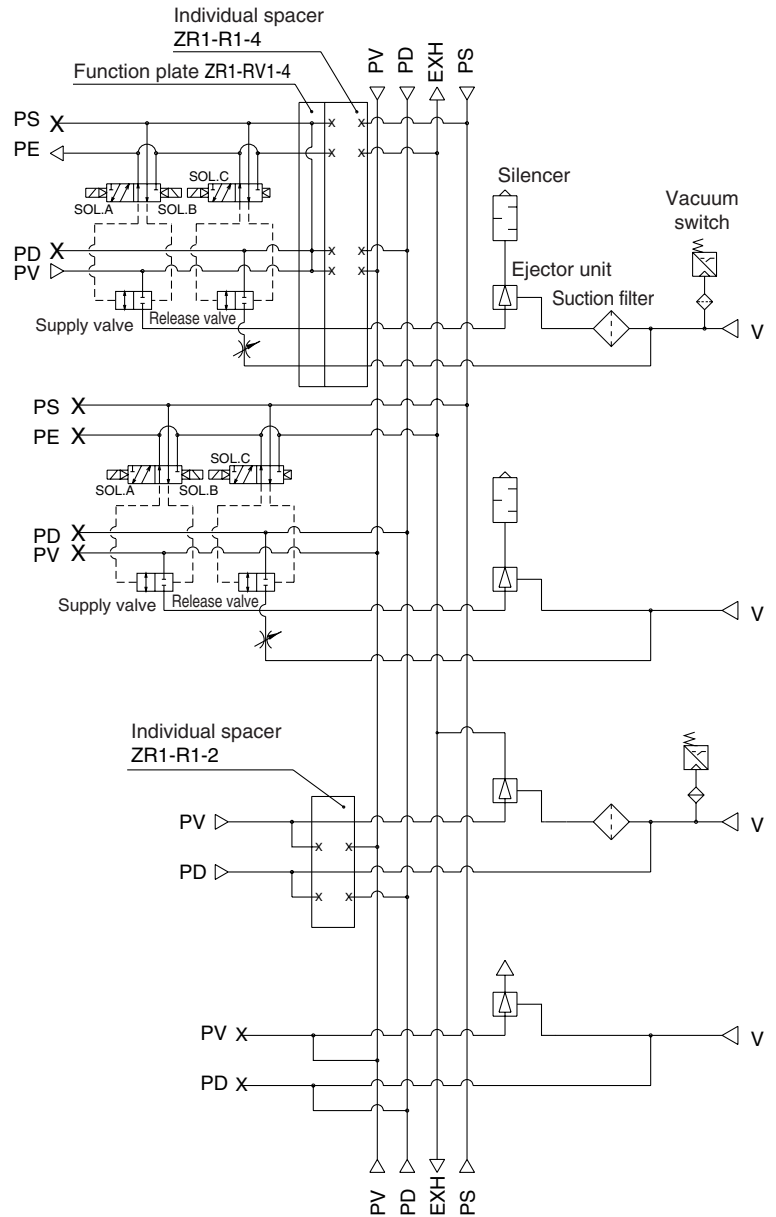 Individual spacer
ZR1-R1-4
Function plate ZR1-RV1-4
PV
PD
EXH
PS
PS X
PE
SOL.A
SOL.B
SOL.C
PD X
PV
Supply valve
Release valve
Silencer
Ejector unit
Suction filter
Vacuum
switch
V
X X
X X
X X
X X
PS X
PE X
SOL.A
SOL.B
SOL.C
PD X
PV X
Supply valve
Release valve
V
Individual spacer
ZR1-R1-2
PV
PD
X X
X X
V
PV X
PD X
V
PV
PD
EXH
PS